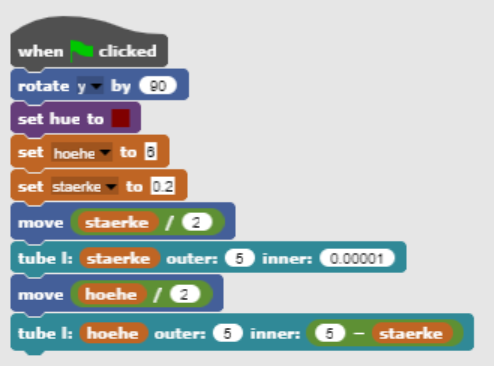 when clicked
rotate y by 90
set hue to
set hoehe to 6
set staerke to 0.2
move staerke / 2
tube l: staerke outer: 5 inner: 0.00001
move hoehe / 2
tube l: hoehe outer: 5 inner: 5 - staerke